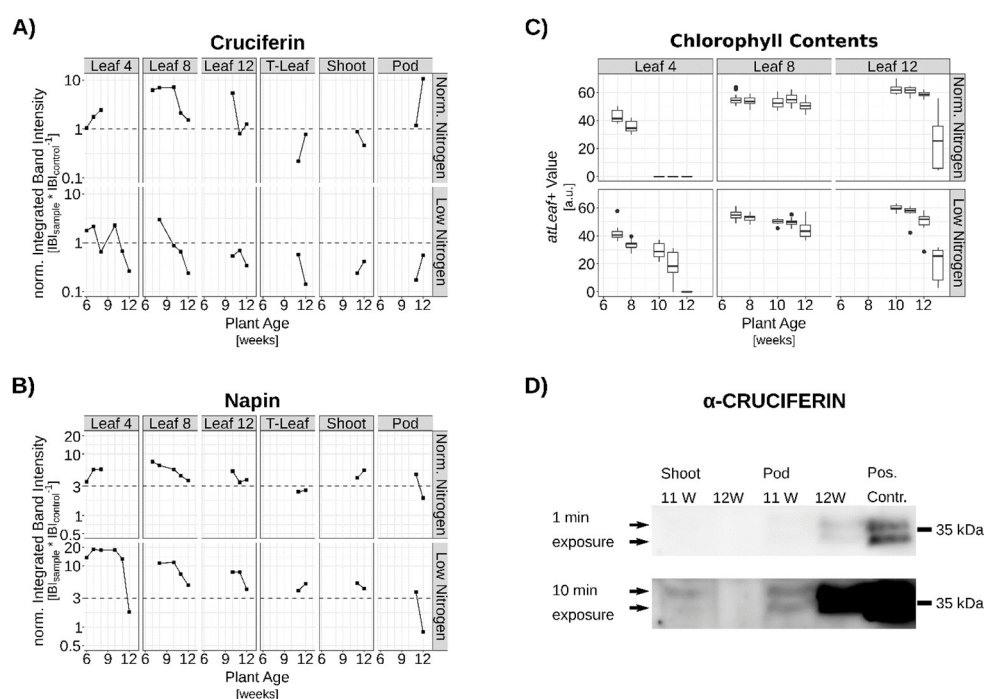 A)
Cruciferin
Leaf 4 Leaf 8 Leaf 12 T-Leaf Shoot Pod
norm. Integrated Band Intensity
[IBIsample * IBIcontrol-1]
10
1
0.1
Norm. Nitrogen
10
1
0.1
Low Nitrogen
6 9 12 6 9 12 6 9 12 6 9 12 6 9 12 6 9 12
Plant Age
[weeks]
B)
Napin
Leaf 4 Leaf 8 Leaf 12 T-Leaf Shoot Pod
norm. Integrated Band Intensity
[IBIsample * IBIcontrol-1]
20
10
3
1
0.5
Norm. Nitrogen
20
10
3
1
0.5
Low Nitrogen
6 9 12 6 9 12 6 9 12 6 9 12 6 9 12 6 9 12
Plant Age
[weeks]
C)
Chlorophyll Contents
Leaf 4 Leaf 8 Leaf 12
atLeaf+ Value
[a.u.]
60
40
20
0
Norm. Nitrogen
60
40
20
0
Low Nitrogen
6 8 10 12 6 8 10 12 6 8 10 12
Plant Age
[weeks]
D)
α-CRUCIFERIN
Shoot Pod Pos.
11 W 12W 11 W 12W Contr.
1 min
exposure
35 kDa
10 min
exposure
35 kDa